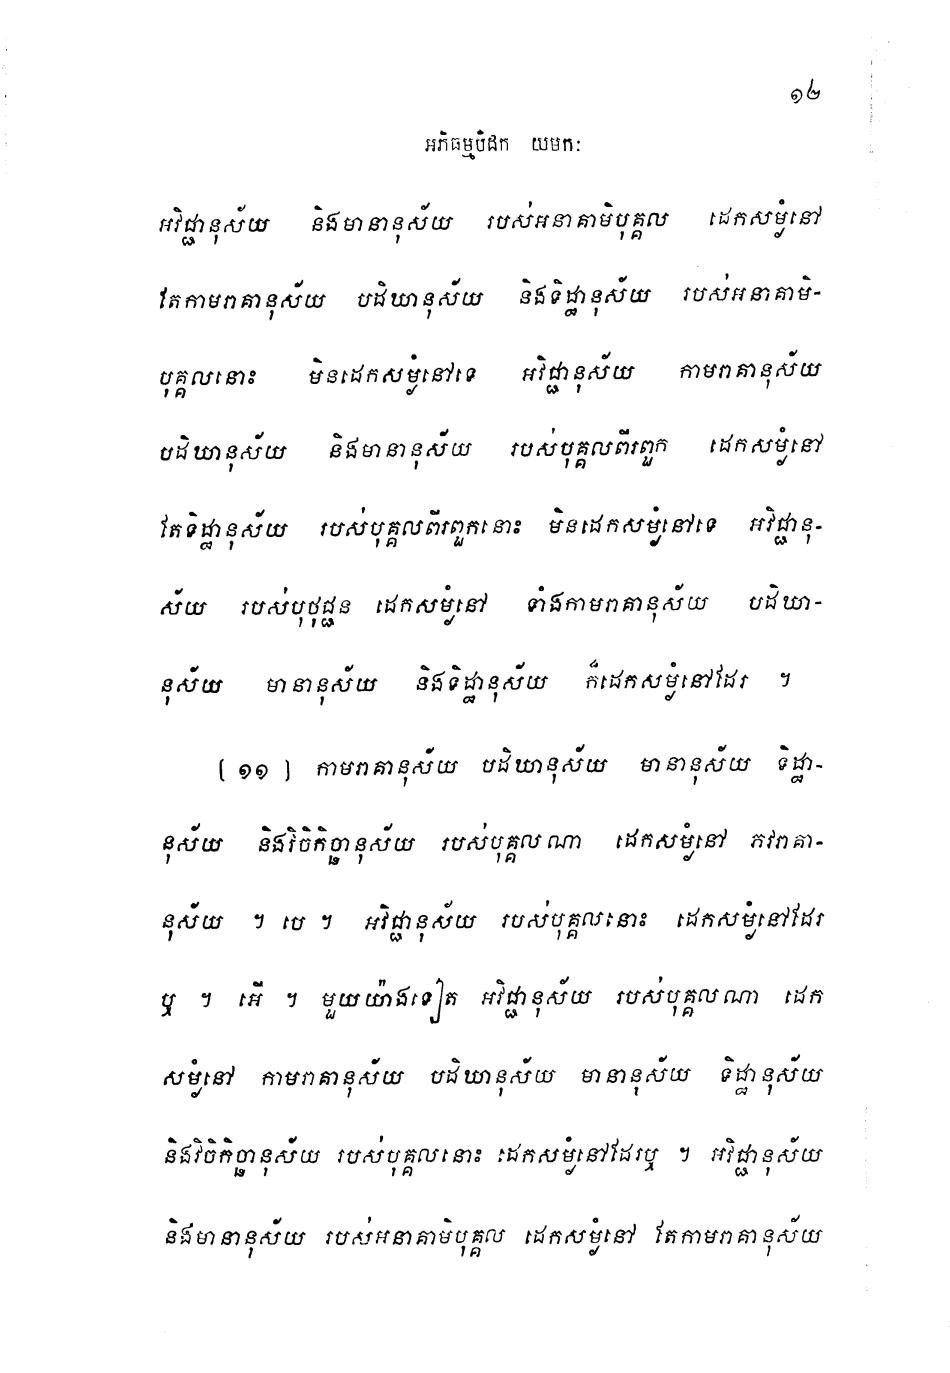 ១២
អភិធម្មបិដក យមកៈ
អវិជ្ជានុស័យ និងមានានុស័យ របស់អនាគាមិបុគ្គល ដេកសម្ងំនៅ
តែកាមរាគានុស័យ បដិឃានុស័យ និងទិដ្ឋានុស័យ របស់អនាគាមិ-
បុគ្គលនោះ មិនដេកសម្ងំនៅទេ អវិជ្ជានុស័យ កាមរាគានុស័យ
បដិឃានុស័យ និងមានានុស័យ របស់បុគ្គលពីរពួក ដេកសម្ងំនៅ
តែទិដ្ឋានុស័យ របស់បុគ្គលពីរពួកនោះ មិនដេកសម្ងំនៅទេ អវិជ្ជានុ-
ស័យ របស់បុថុជ្ជន ដេកសម្ងំនៅ ទាំងកាមរាគានុស័យ បដិឃា-
នុស័យ មានានុស័យ និងទិដ្ឋានុស័យ ក៏ដេកសម្ងំនៅដែរ ។
(១១) កាមរាគានុស័យ បដិឃានុស័យ មានានុស័យ ទិដ្ឋា-
នុស័យ និងវិចិកិច្ឆានុស័យ របស់បុគ្គលណា ដេកសម្ងំនៅ ភវរាគា-
នុស័យ ។ បេ ។ អវិជ្ជានុស័យ របស់បុគ្គលនោះ ដេកសម្ងំនៅដែរ
ឬ ។ អើ ។ មួយយ៉ាងទៀត អវិជ្ជានុស័យ របស់បុគ្គលណា ដេក
សម្ងំនៅ កាមរាគានុស័យ បដិឃានុស័យ មានានុស័យ ទិដ្ឋានុស័យ
និងវិចិកិច្ឆានុស័យ របស់បុគ្គលនោះ ដេកសម្ងំនៅដែរឬ ។ អវិជ្ជានុស័យ
និងមានានុស័យ របស់អនាគាមិបុគ្គល ដេកសម្ងំនៅ តែកាមរាគានុស័យ